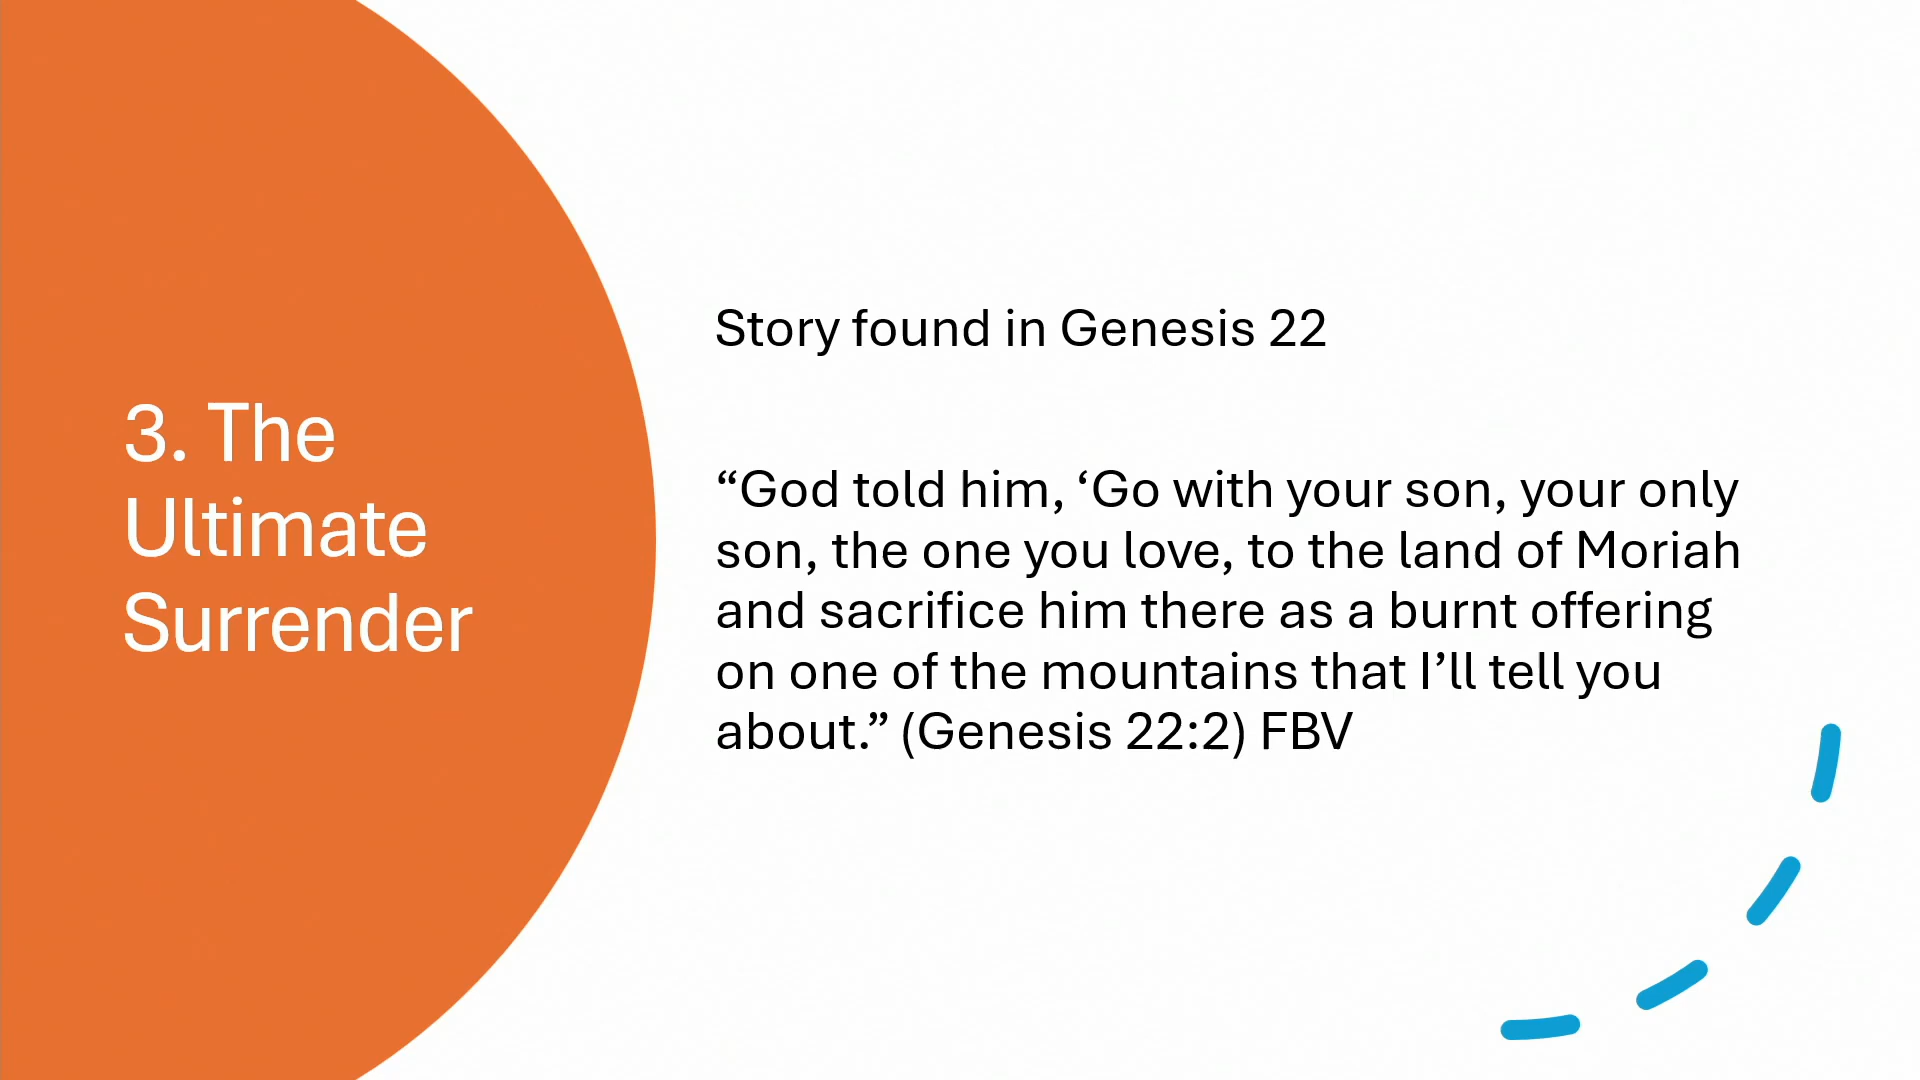 3. The
Ultimate
Surrender
Story found in Genesis 22
“God told him, ‘Go with your son, your only
son, the one you love, to the land of Moriah
and sacrifice him there as a burnt offering
on one of the mountains that I’ll tell you
about.” (Genesis 22:2) FBV